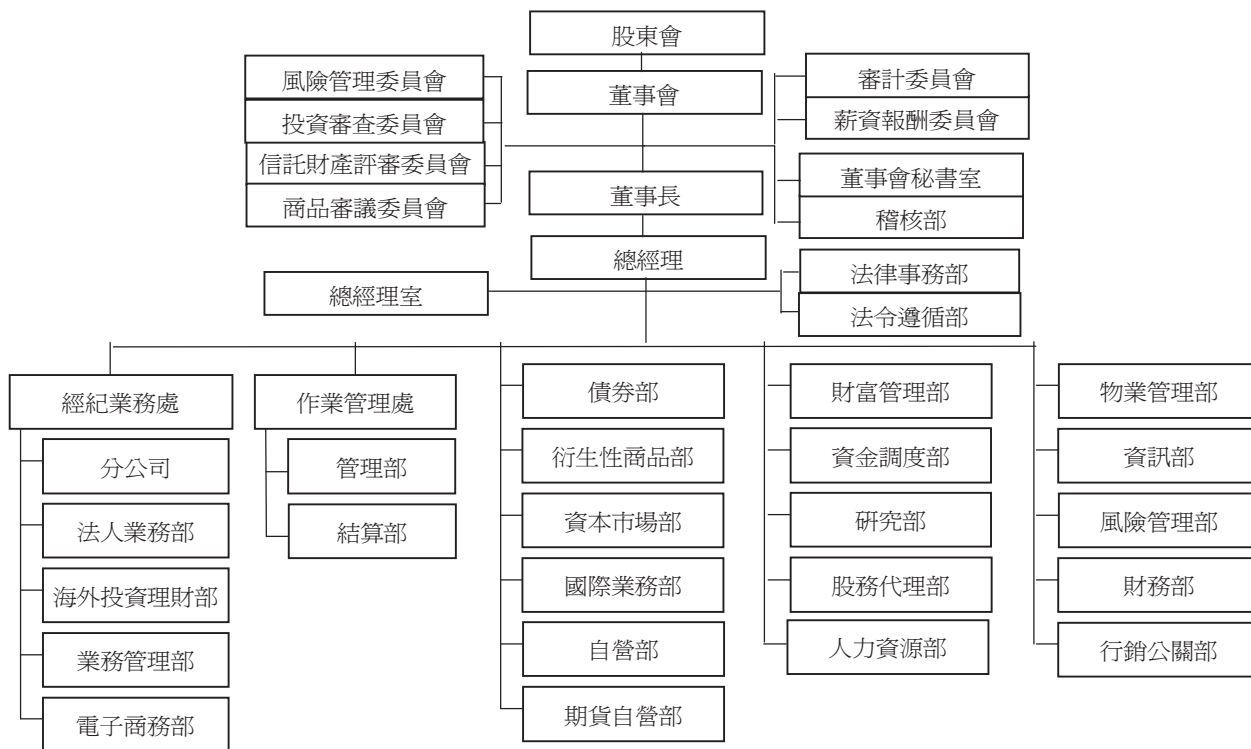 股東會
風險管理委員會
投資審查委員會
信託財產評審委員會
商品審議委員會
董事會
審計委員會
薪資報酬委員會
董事會秘書室
稽核部
董事長
總經理
總經理室
法律事務部
法令遵循部
經紀業務處
分公司
法人業務部
海外投資理財部
業務管理部
電子商務部
作業管理處
管理部
結算部
債券部
衍生性商品部
資本市場部
國際業務部
自營部
期貨自營部
財富管理部
資金調度部
研究部
股務代理部
人力資源部
物業管理部
資訊部
風險管理部
財務部
行銷公關部